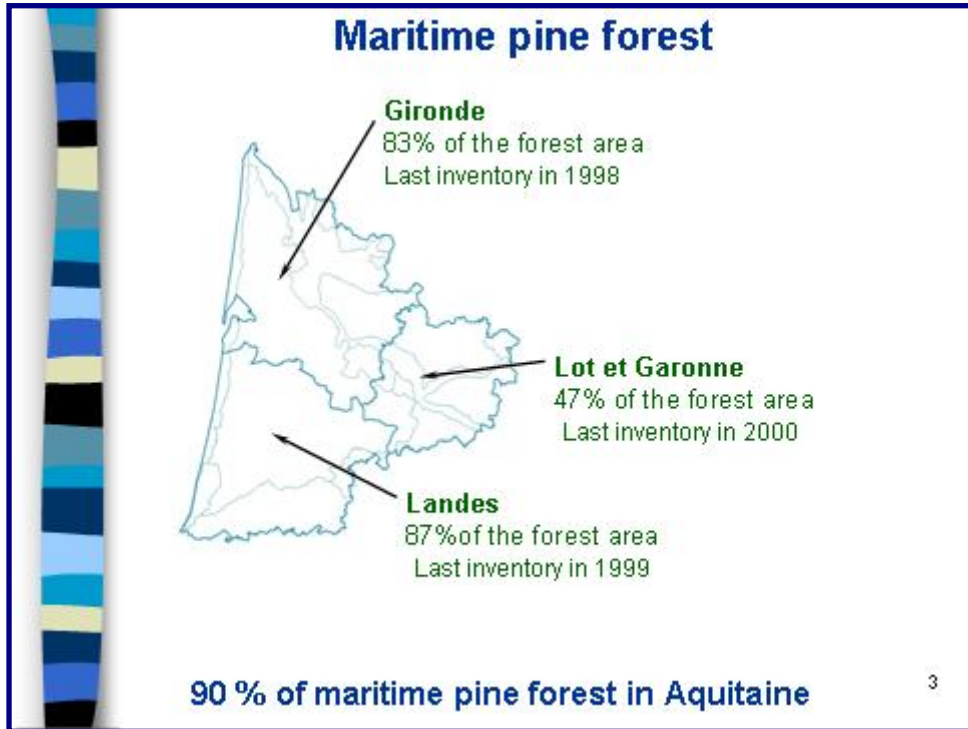 Maritime pine forest
Gironde
83% of the forest area
Last inventory in 1998
Lot et Garonne
47% of the forest area
Last inventory in 2000
Landes
87%of the forest area
Last inventory in 1999
90 % of maritime pine forest in Aquitaine
3